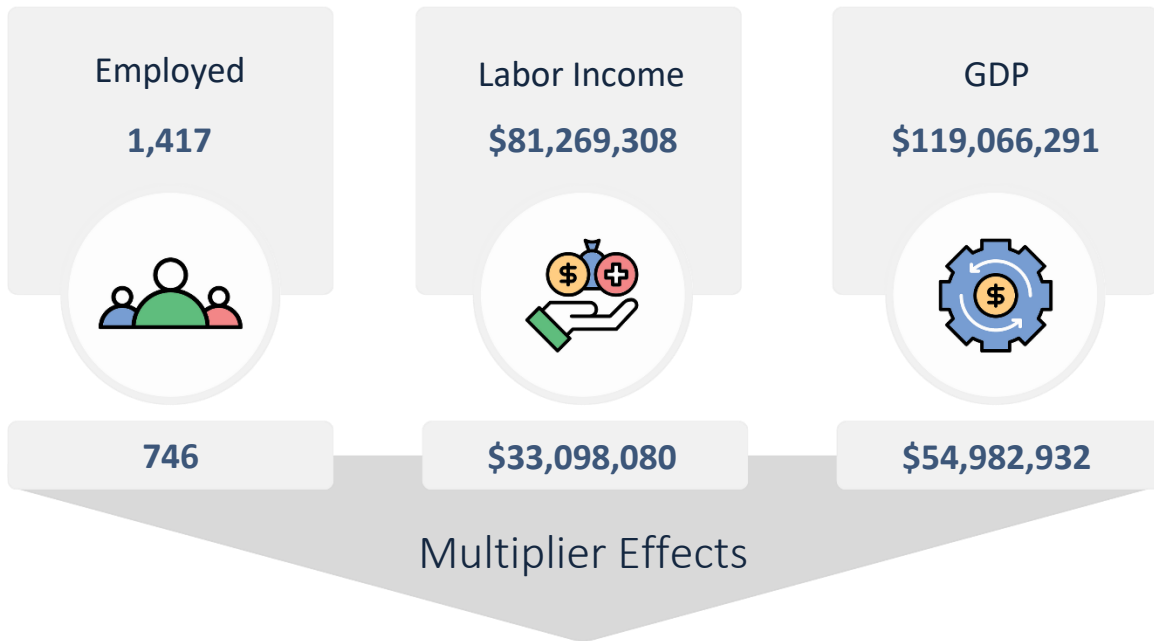 Employed
1,417
Labor Income
$81,269,308
GDP
$119,066,291
$
$
746
$33,098,080
$54,982,932
Multiplier Effects